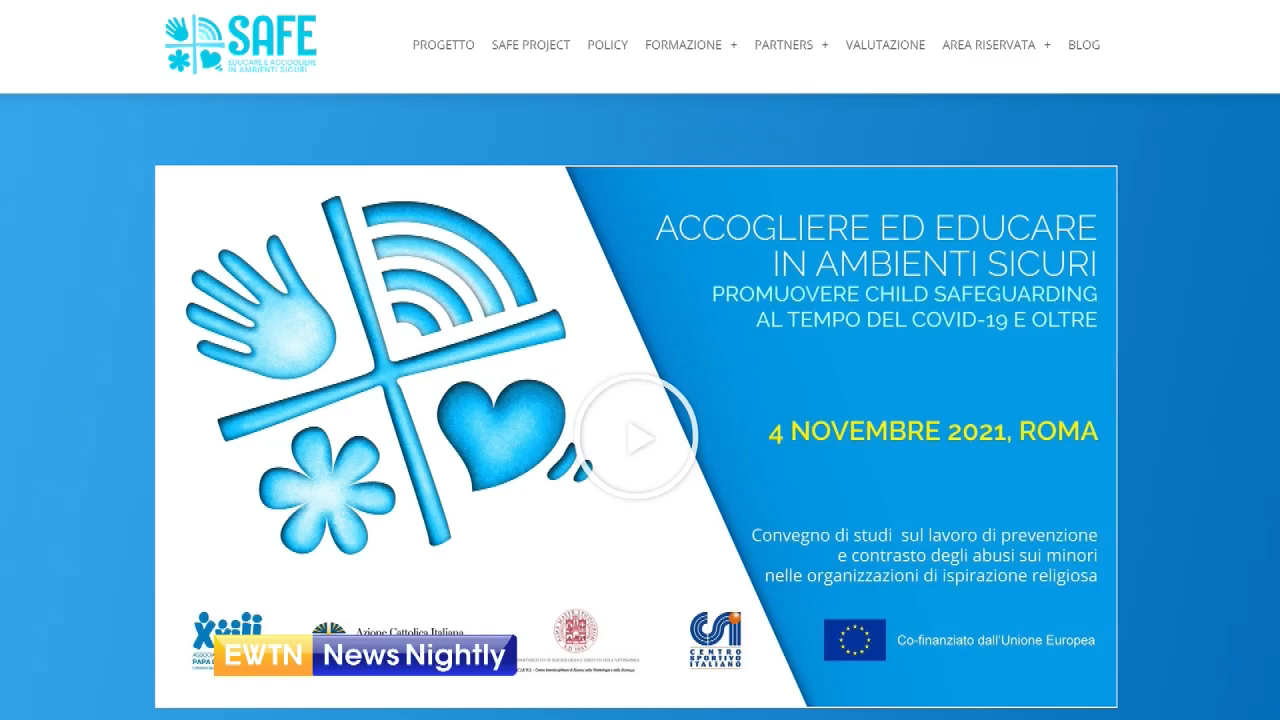 SAFE
EDUCARE E ACCOGLIERE
IN AMBIENTI SICURI
PROGETTO SAFE PROJECT POLICY FORMAZIONE + PARTNERS + VALUTAZIONE AREA RISERVATA + BLOG
ACCOGLIERE ED EDUCARE
IN AMBIENTI SICURI
PROMUOVERE CHILD SAFEGUARDING
AL TEMPO DEL COVID-19 E OLTRE
4 NOVEMBRE 2021, ROMA
Convegno di studi sul lavoro di prevenzione
e contrasto degli abusi sui minori
nelle organizzazioni di ispirazione religiosa
Azione Cattolica Italiana
CENTRO
SPORTIVO
ITALIANO
Co-finanziato dall'Unione Europea
EWTN News Nightly